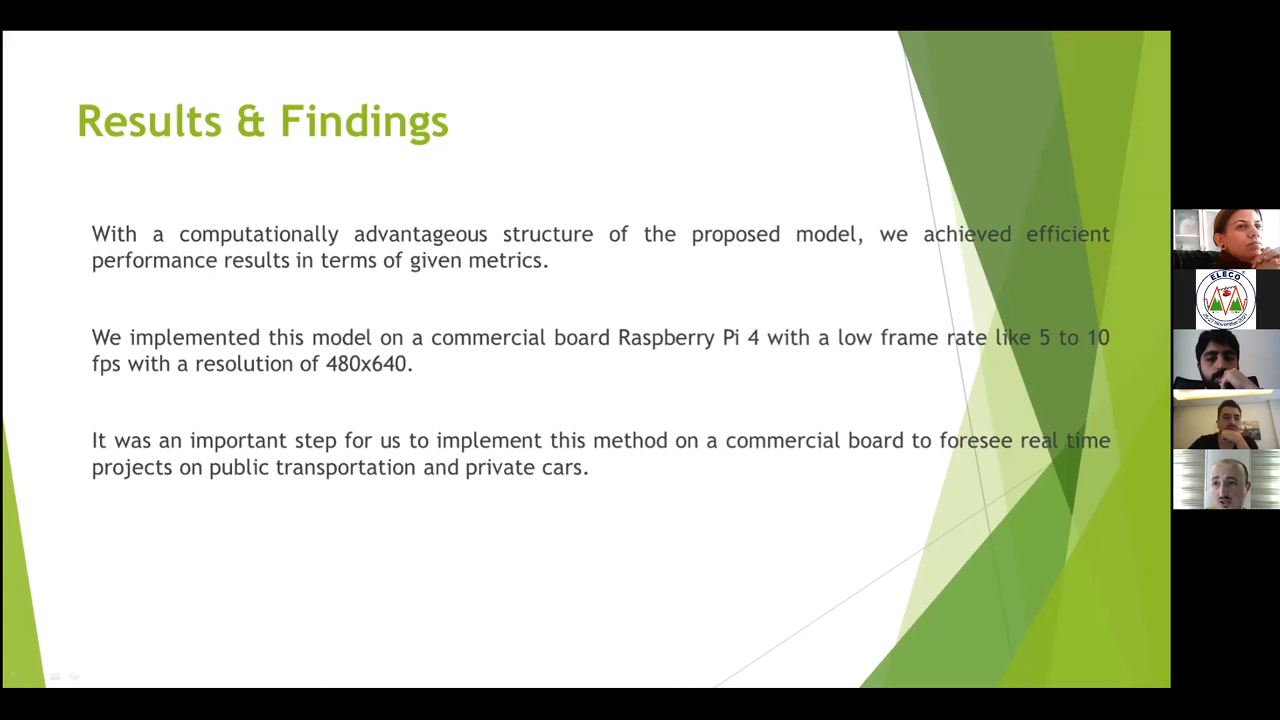 Results & Findings
With a computationally advantageous structure of the proposed model, we achieved efficient
performance results in terms of given metrics.
We implemented this model on a commercial board Raspberry Pi 4 with a low frame rate like 5 to 10
fps with a resolution of 480x640.
It was an important step for us to implement this method on a commercial board to foresee real time
projects on public transportation and private cars.
ELECO